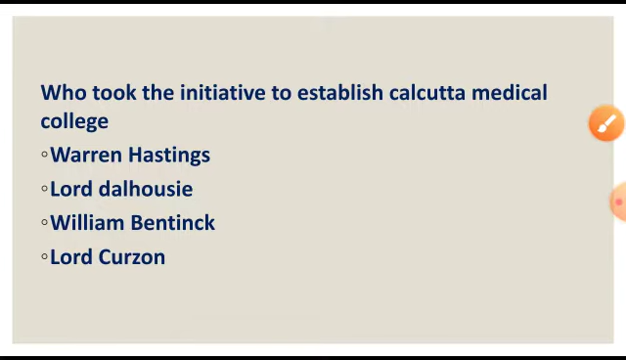 Who took the initiative to establish calcutta medical
college
◦Warren Hastings
◦Lord dalhousie
◦William Bentinck
◦Lord Curzon